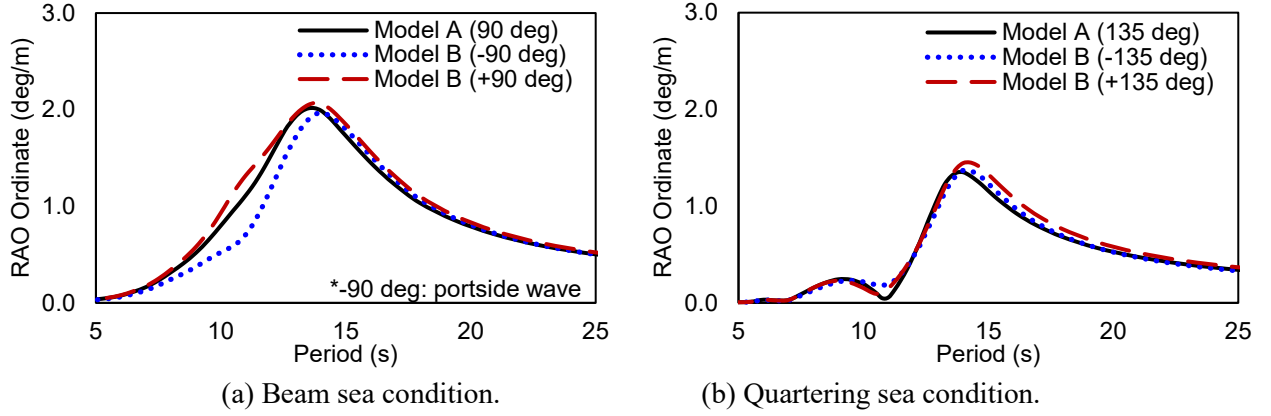 3.0
2.0
1.0
0.0
RAO Ordinate (deg/m)
Model A (90 deg)
Model B (-90 deg)
Model B (+90 deg)
*-90 deg: portside wave
5 10 15 20 25
Period (s)
(a) Beam sea condition.
3.0
2.0
1.0
0.0
RAO Ordinate (deg/m)
Model A (135 deg)
Model B (-135 deg)
Model B (+135 deg)
5 10 15 20 25
Period (s)
(b) Quartering sea condition.